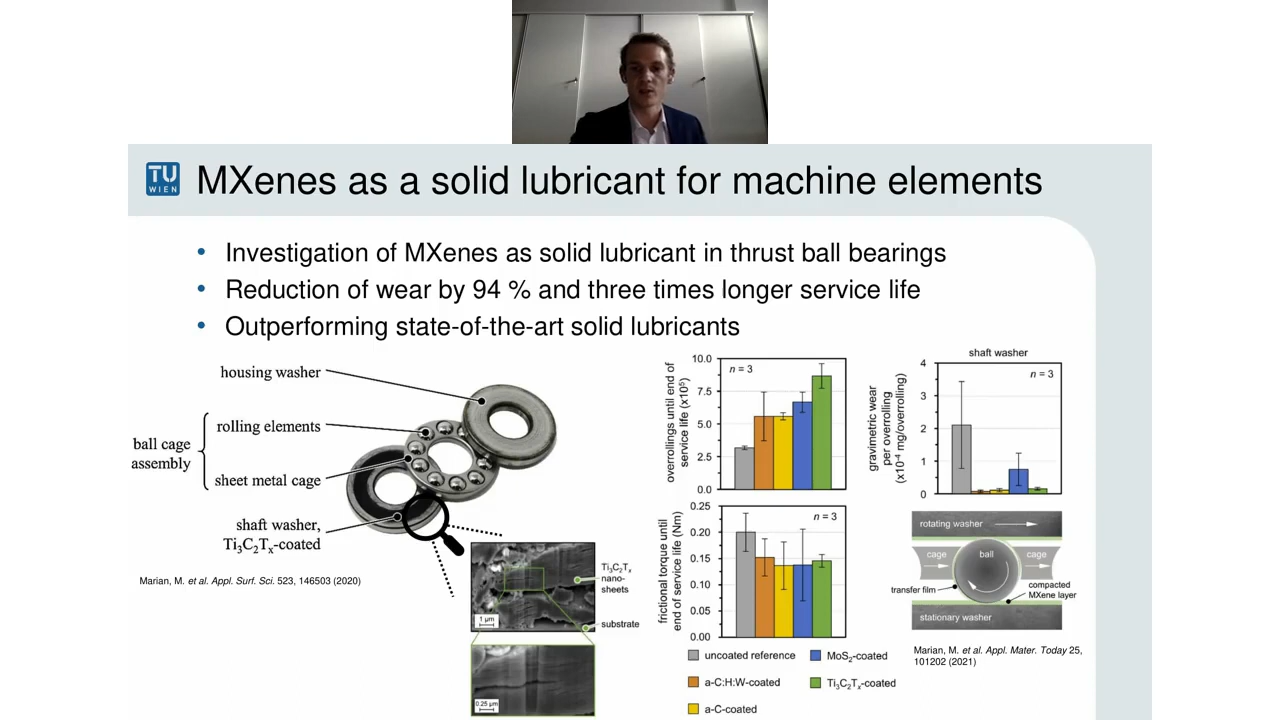 TU
WIEN
MXenes as a solid lubricant for machine elements
• Investigation of MXenes as solid lubricant in thrust ball bearings
• Reduction of wear by 94 % and three times longer service life
• Outperforming state-of-the-art solid lubricants
housing washer
rolling elements
ball cage
assembly
sheet metal cage
shaft washer,
Ti3C2Tx-coated
Marian, M. et al. Appl. Surf. Sci. 523, 146503 (2020)
Ti3C2Tx
nano-
sheets
substrate
1 µm
0.25 µm
overrollings until end of
service life (x10⁵)
10.0
7.5
5.0
2.5
0.0
n = 3
shaft washer
gravimetric wear
per overrolling
(x10⁻⁴ mg/overrolling)
4
3
2
1
0
n = 3
frictional torque until
end of service life (Nm)
0.25
0.20
0.15
0.10
0.05
0.00
n = 3
uncoated reference
MoS2-coated
a-C:H:W-coated
Ti3C2Tx-coated
a-C-coated
rotating washer
cage
ball
cage
transfer film
compacted
MXene layer
stationary washer
Marian, M. et al. Appl. Mater. Today 25,
101202 (2021)